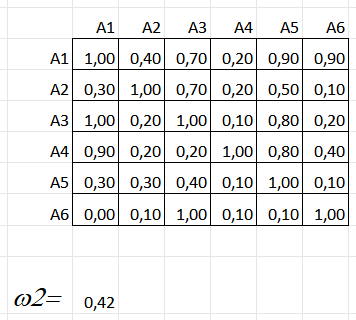 A1 A2 A3 A4 A5 A6
A1 1,00 0,40 0,70 0,20 0,90 0,90
A2 0,30 1,00 0,70 0,20 0,50 0,10
A3 1,00 0,20 1,00 0,10 0,80 0,20
A4 0,90 0,20 0,20 1,00 0,80 0,40
A5 0,30 0,30 0,40 0,10 1,00 0,10
A6 0,00 0,10 1,00 0,10 0,10 1,00
ω2= 0,42